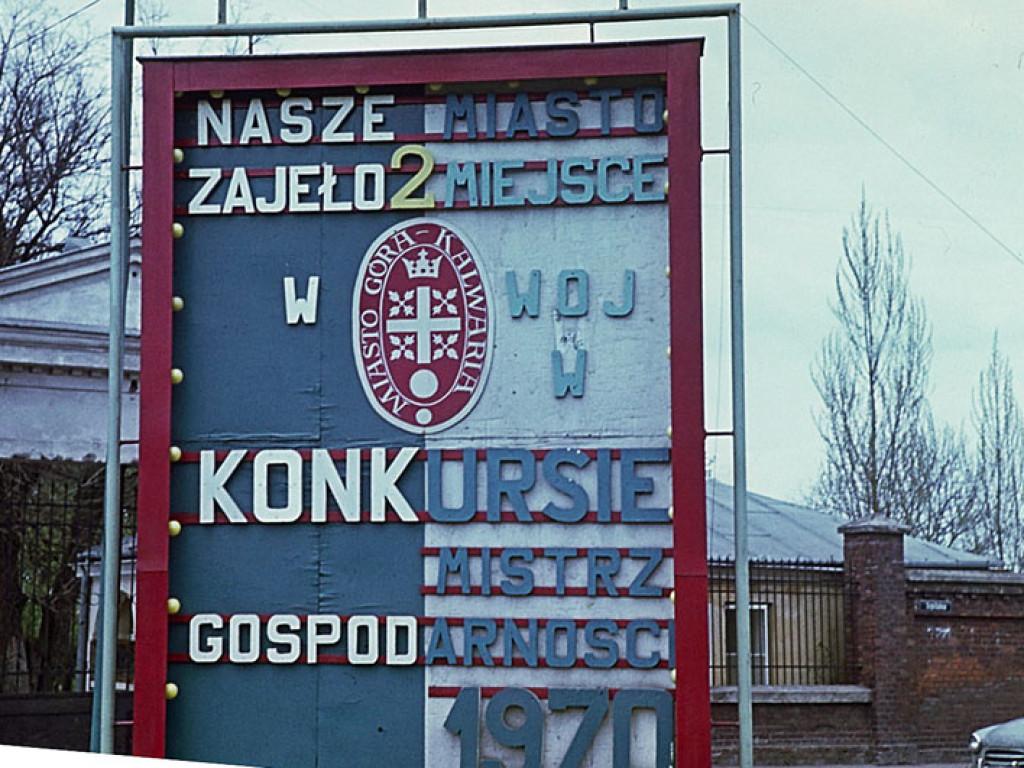 NASZE MIASTO
ZAJEŁO 2 MIEJSCE
W WOJ
W
MIASTO GÓRA-KALWARIA
KONKURSIE
MISTRZ
GOSPODARNOSCI
1970